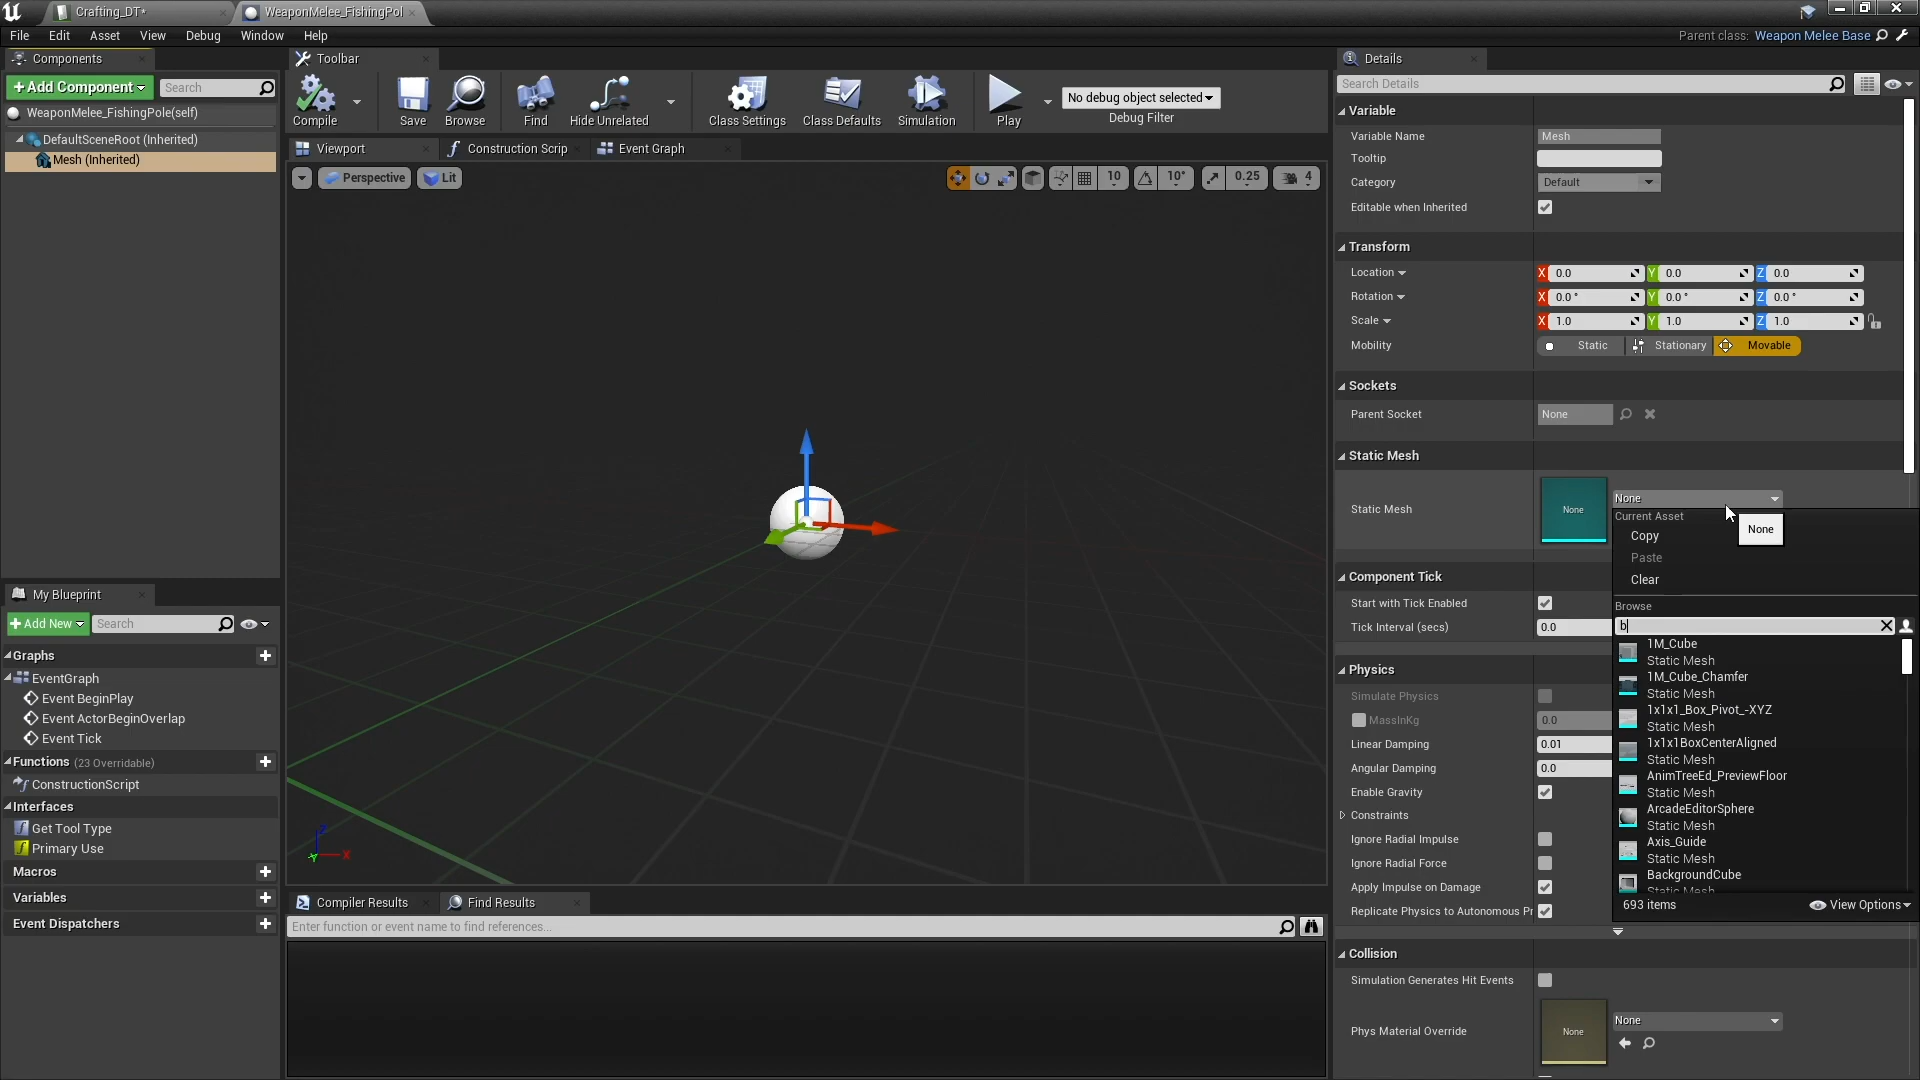 Crafting_DT*
WeaponMelee_FishingPol
File Edit Asset View Debug Window Help
Parent class: Weapon Melee Base
Components
+Add Component
Search
WeaponMelee_FishingPole(self)
DefaultSceneRoot (Inherited)
Mesh (Inherited)
Toolbar
Compile
Save
Browse
Find
Hide Unrelated
Class Settings
Class Defaults
Simulation
Play
No debug object selected
Debug Filter
Viewport
Construction Scrip
Event Graph
Perspective
Lit
10
10°
0.25
4
Z
X
Y
My Blueprint
+Add New
Search
Graphs
EventGraph
Event BeginPlay
Event ActorBeginOverlap
Event Tick
Functions (23 Overridable)
ConstructionScript
Interfaces
Get Tool Type
Primary Use
Macros
Variables
Event Dispatchers
Compiler Results
Find Results
Enter function or event name to find references...
Details
Search Details
Variable
Variable Name Mesh
Tooltip
Category Default
Editable when Inherited
Transform
Location X 0.0 Y 0.0 Z 0.0
Rotation X 0.0 ° Y 0.0 ° Z 0.0 °
Scale X 1.0 Y 1.0 Z 1.0
Mobility Static Stationary Movable
Sockets
Parent Socket None
Static Mesh
Static Mesh None None
Current Asset
None
Copy
Paste
Clear
Browse
b
1M_Cube
Static Mesh
1M_Cube_Chamfer
Static Mesh
1x1x1_Box_Pivot_-XYZ
Static Mesh
1x1x1BoxCenterAligned
Static Mesh
AnimTreeEd_PreviewFloor
Static Mesh
ArcadeEditorSphere
Static Mesh
Axis_Guide
Static Mesh
BackgroundCube
Static Mesh
693 items
View Options
Component Tick
Start with Tick Enabled
Tick Interval (secs) 0.0
Physics
Simulate Physics
MassInKg 0.0
Linear Damping 0.01
Angular Damping 0.0
Enable Gravity
Constraints
Ignore Radial Impulse
Ignore Radial Force
Apply Impulse on Damage
Replicate Physics to Autonomous Pr
Collision
Simulation Generates Hit Events
Phys Material Override None None